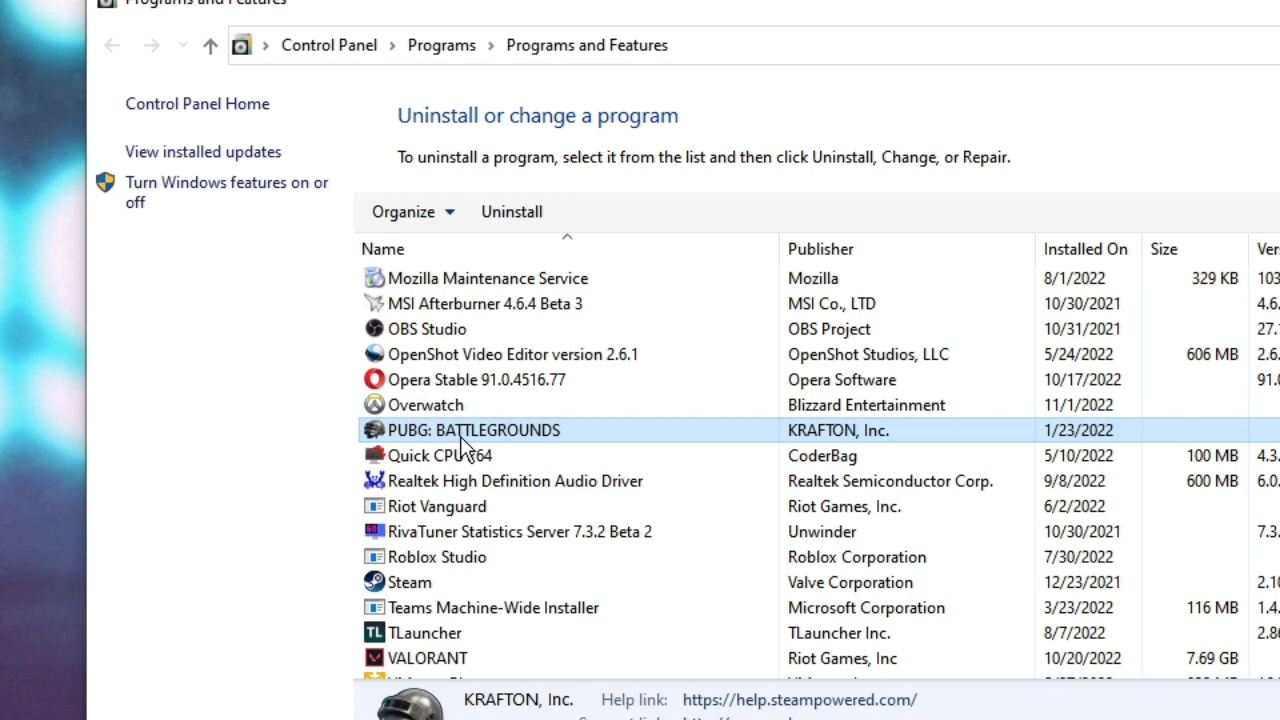 Programs and Features
Control Panel > Programs > Programs and Features
Control Panel Home
View installed updates
Turn Windows features on or
off
Uninstall or change a program
To uninstall a program, select it from the list and then click Uninstall, Change, or Repair.
Organize Uninstall
Name Publisher Installed On Size Ver
Mozilla Maintenance Service Mozilla 8/1/2022 329 KB 103
MSI Afterburner 4.6.4 Beta 3 MSI Co., LTD 10/30/2021 4.6.
OBS Studio OBS Project 10/31/2021 27.
OpenShot Video Editor version 2.6.1 OpenShot Studios, LLC 5/24/2022 606 MB 2.6.
Opera Stable 91.0.4516.77 Opera Software 10/17/2022 91.0
Overwatch Blizzard Entertainment 11/1/2022
PUBG: BATTLEGROUNDS KRAFTON, Inc. 1/23/2022
Quick CPU x64 CoderBag 5/10/2022 100 MB 4.3.
Realtek High Definition Audio Driver Realtek Semiconductor Corp. 9/8/2022 600 MB 6.0.
Riot Vanguard Riot Games, Inc. 6/2/2022
RivaTuner Statistics Server 7.3.2 Beta 2 Unwinder 10/30/2021 7.3.
Roblox Studio Roblox Corporation 7/30/2022
Steam Valve Corporation 12/23/2021 2.10
Teams Machine-Wide Installer Microsoft Corporation 3/23/2022 116 MB 1.4.
TL TLauncher TLauncher Inc. 8/7/2022 2.86
VALORANT Riot Games, Inc 10/20/2022 7.69 GB
KRAFTON, Inc. Help link: https://help.steampowered.com/